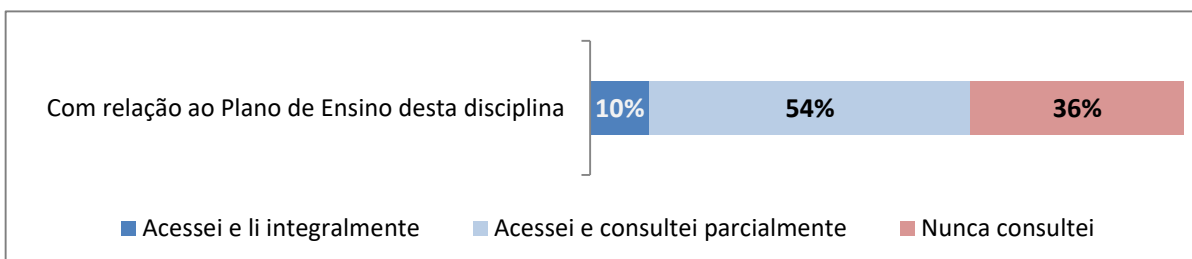 Com relação ao Plano de Ensino desta disciplina
10% 54% 36%
Acessei e li integralmente Acessei e consultei parcialmente Nunca consultei